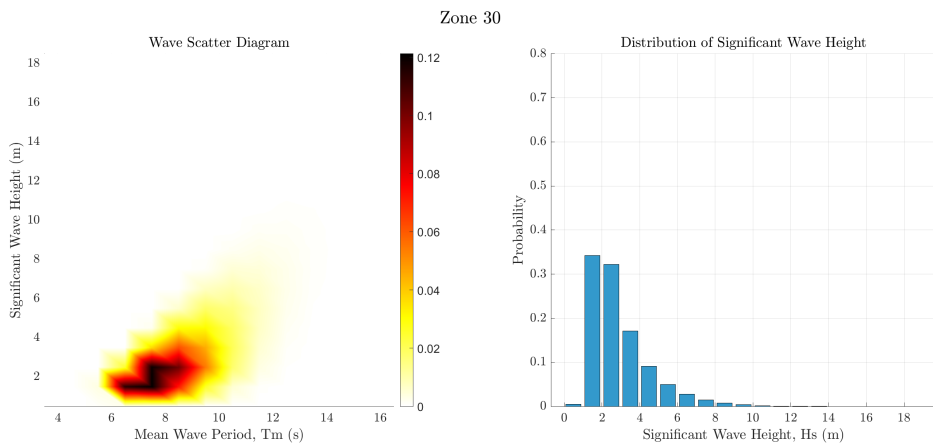 Zone 30
Wave Scatter Diagram
18
16
14
12
10
8
6
4
2
Significant Wave Height (m)
4 6 8 10 12 14 16
Mean Wave Period, Tm (s)
0.12
0.1
0.08
0.06
0.04
0.02
0
Distribution of Significant Wave Height
0.8
0.7
0.6
0.5
0.4
0.3
0.2
0.1
0
Probability
0 2 4 6 8 10 12 14 16 18
Significant Wave Height, Hs (m)